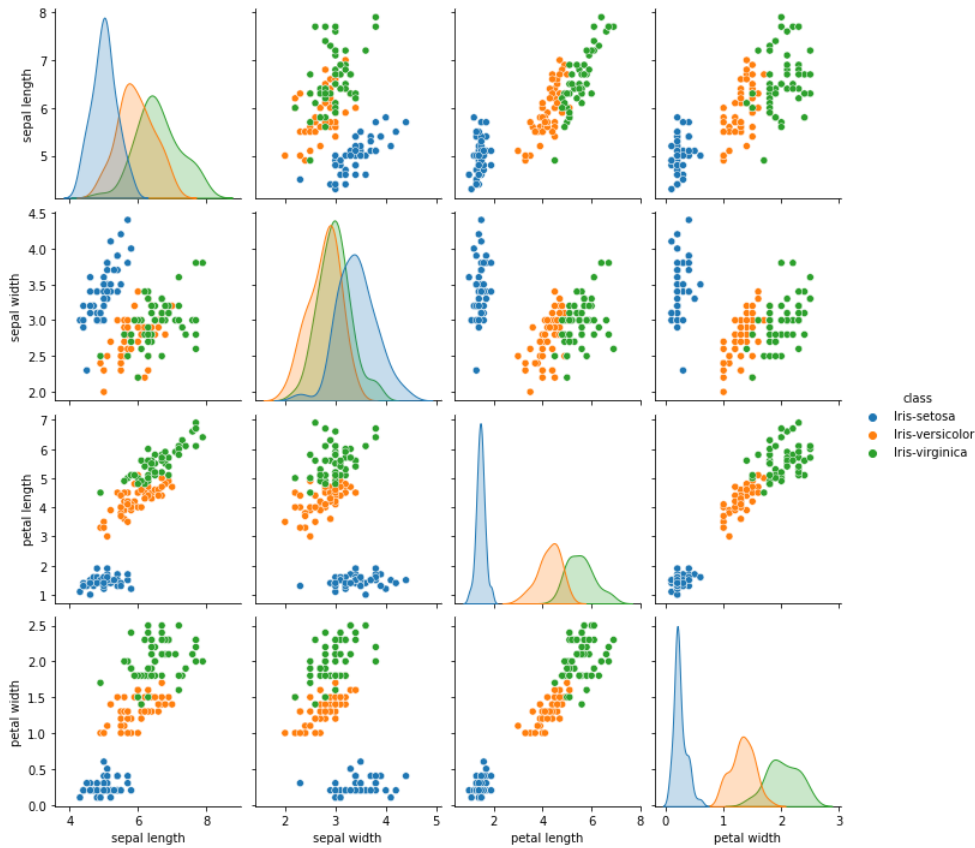 8
7
6
5
sepal length
4.5
4.0
3.5
3.0
2.5
2.0
sepal width
class
Iris-setosa
Iris-versicolor
Iris-virginica
7
6
5
4
3
2
1
petal length
2.5
2.0
1.5
1.0
0.5
0.0
petal width
4 6 8
2 3 4 5
2 4 6 8
0 1 2 3
sepal length
sepal width
petal length
petal width